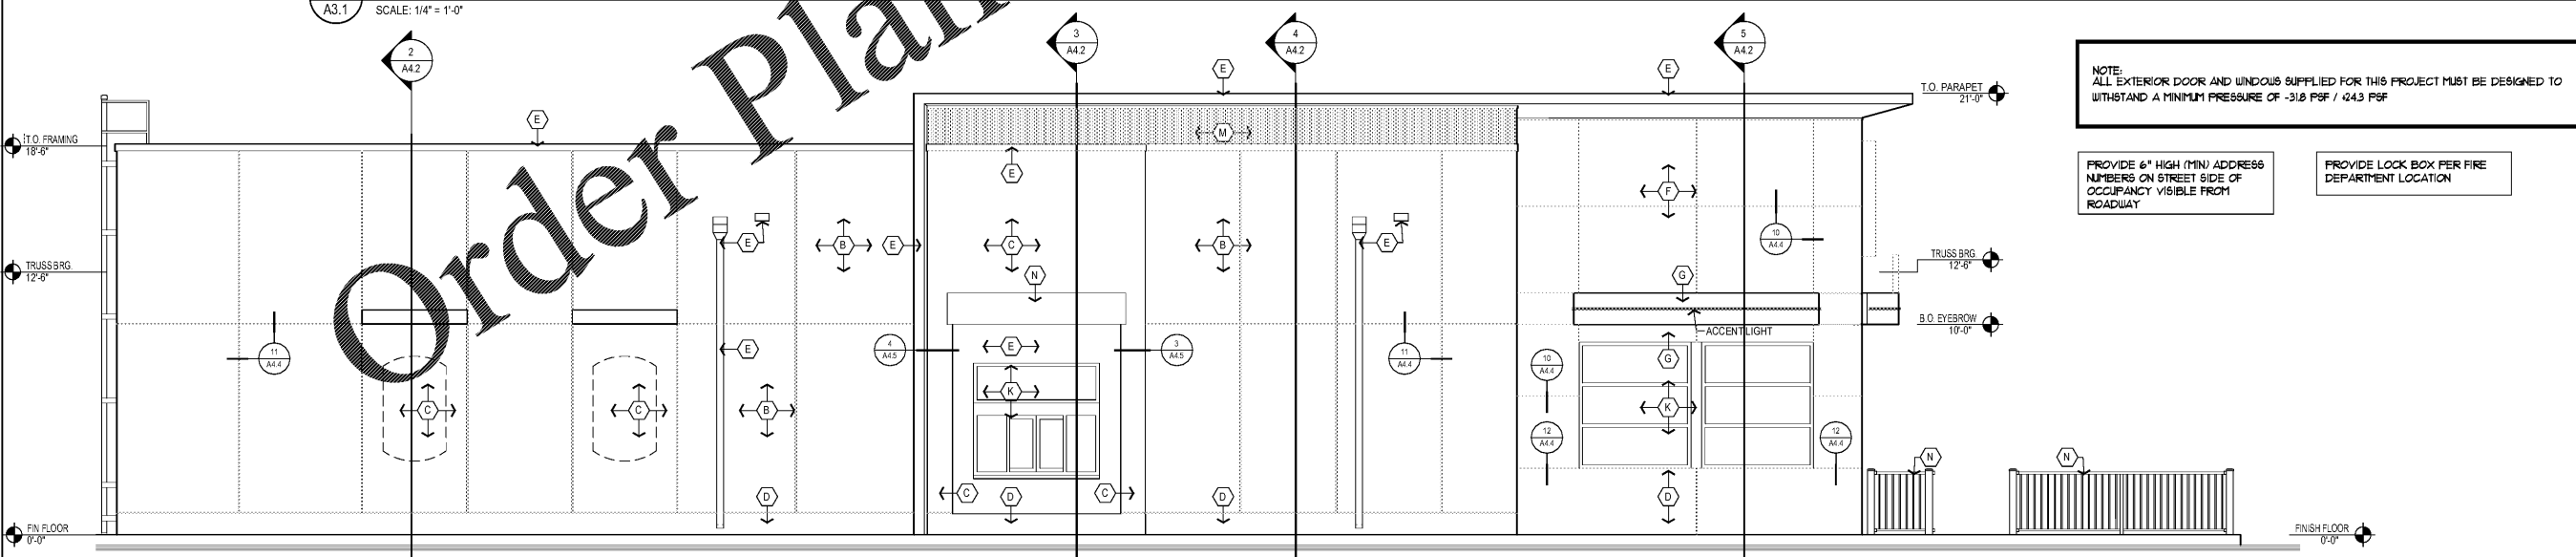 A3.1
SCALE: 1/4" = 1'-0"
Order Plan
2
A4.2
3
A4.2
4
A4.2
5
A4.2
E
E
E
T.O. PARAPET
21'-0"
NOTE:
ALL EXTERIOR DOOR AND WINDOWS SUPPLIED FOR THIS PROJECT MUST BE DESIGNED TO
WITHSTAND A MINIMUM PRESSURE OF -31.8 PSF / +24.3 PSF
T.O. FRAMING
18'-6"
M
E
F
PROVIDE 6" HIGH (MIN) ADDRESS
NUMBERS ON STREET SIDE OF
OCCUPANCY VISIBLE FROM
ROADWAY
PROVIDE LOCK BOX PER FIRE
DEPARTMENT LOCATION
E
B
E
C
B
E
10
A4.4
TRUSS BRG.
12'-6"
N
G
TRUSS BRG.
12'-6"
ACCENT LIGHT
B.O. EYEBROW
10'-0"
11
A4.4
E
4
A4.5
E
3
A4.5
11
A4.4
10
A4.4
G
C
C
B
K
K
12
A4.4
12
A4.4
N
N
D
C
D
C
D
D
FIN FLOOR
0'-0"
FINISH FLOOR
0'-0"